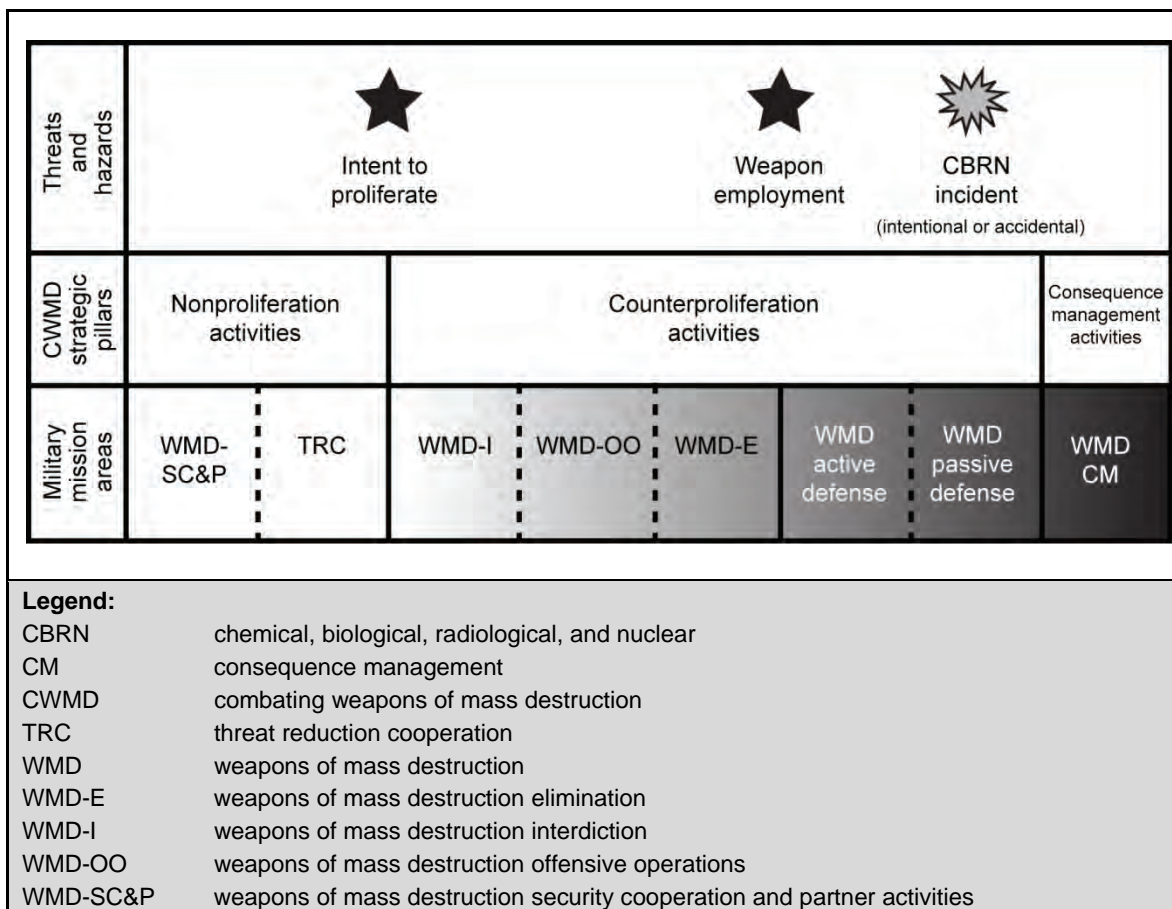 Threats
and
hazards
Intent to
proliferate
Weapon
employment
CBRN
incident
(intentional or accidental)
CWMD
strategic
pillars
Nonproliferation
activities
Counterproliferation
activities
Consequence
management
activities
Military
mission
areas
WMD-
SC&P
TRC
WMD-I
WMD-OO
WMD-E
WMD
active
defense
WMD
passive
defense
WMD
CM
Legend:
CBRN chemical, biological, radiological, and nuclear
CM consequence management
CWMD combating weapons of mass destruction
TRC threat reduction cooperation
WMD weapons of mass destruction
WMD-E weapons of mass destruction elimination
WMD-I weapons of mass destruction interdiction
WMD-OO weapons of mass destruction offensive operations
WMD-SC&P weapons of mass destruction security cooperation and partner activities